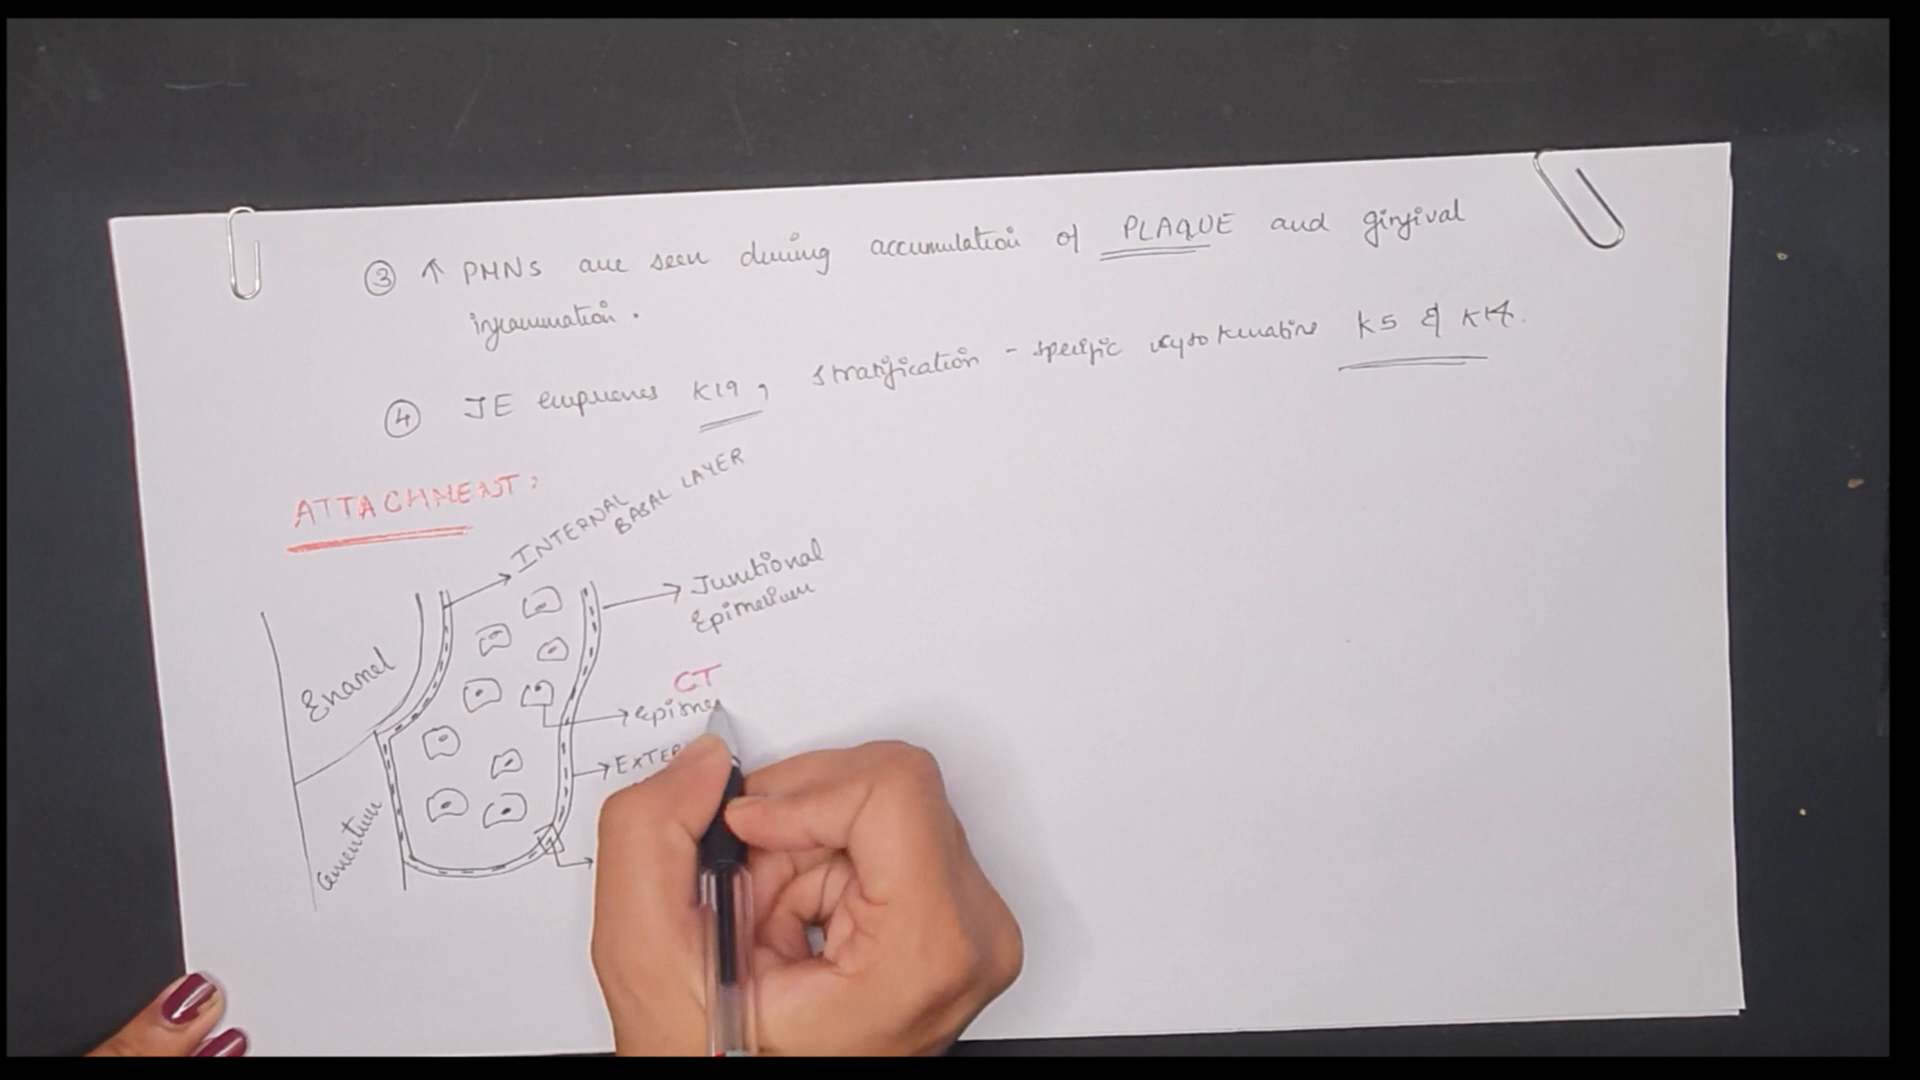 ③ ↑ PMNs are seen during accumulation of PLAQUE and gingival
inflammation.
④ JE expresses K19, stratification - specific cytokeratins K5 & K14.
ATTACHMENT:
INTERNAL
BASAL LAYER
Junctional
Epithelium
Enamel
CT
Cementum